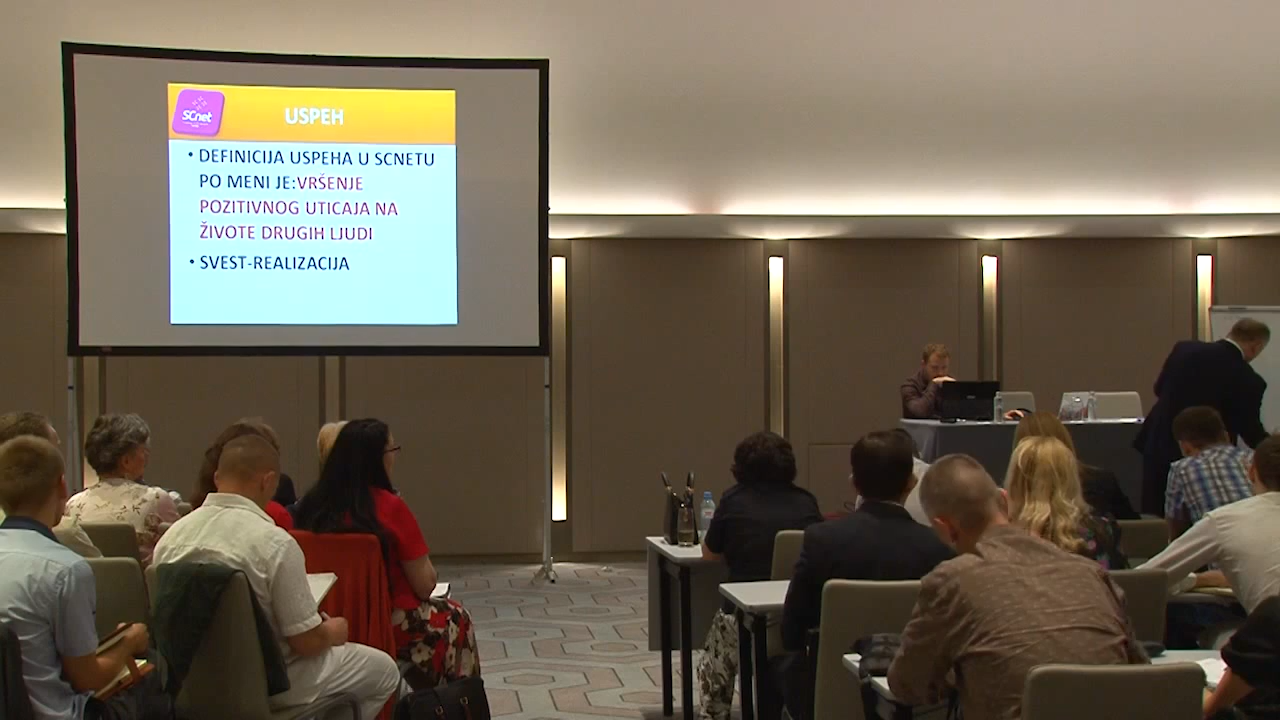 SCnet
USPEH
• DEFINICIJA USPEHA U SCNETU
PO MENI JE:VRŠENJE
POZITIVNOG UTICAJA NA
ŽIVOTE DRUGIH LJUDI
• SVEST-REALIZACIJA